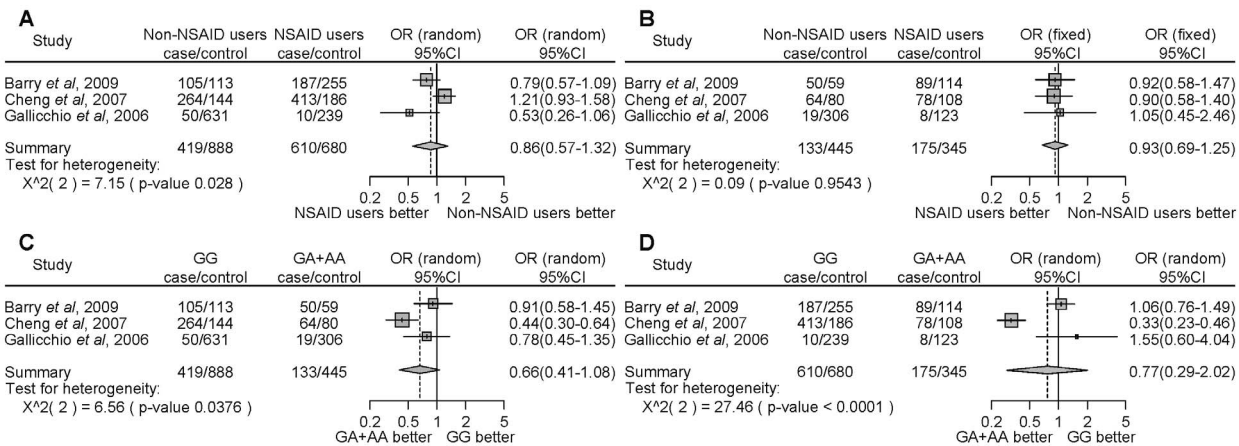 A
Study Non-NSAID users case/control NSAID users case/control OR (random) 95%CI OR (random) 95%CI
Barry et al, 2009 105/113 187/255 0.79(0.57-1.09)
Cheng et al, 2007 264/144 413/186 1.21(0.93-1.58)
Gallicchio et al, 2006 50/631 10/239 0.53(0.26-1.06)
Summary 419/888 610/680 0.86(0.57-1.32)
Test for heterogeneity:
X^2( 2 ) = 7.15 ( p-value 0.028 )
0.2 0.5 1 2 5
NSAID users better Non-NSAID users better
B
Study Non-NSAID users case/control NSAID users case/control OR (fixed) 95%CI OR (fixed) 95%CI
Barry et al, 2009 50/59 89/114 0.92(0.58-1.47)
Cheng et al, 2007 64/80 78/108 0.90(0.58-1.40)
Gallicchio et al, 2006 19/306 8/123 1.05(0.45-2.46)
Summary 133/445 175/345 0.93(0.69-1.25)
Test for heterogeneity:
X^2( 2 ) = 0.09 ( p-value 0.9543 )
0.2 0.5 1 2 5
NSAID users better Non-NSAID users better
C
Study GG case/control GA+AA case/control OR (random) 95%CI OR (random) 95%CI
Barry et al, 2009 105/113 50/59 0.91(0.58-1.45)
Cheng et al, 2007 264/144 64/80 0.44(0.30-0.64)
Gallicchio et al, 2006 50/631 19/306 0.78(0.45-1.35)
Summary 419/888 133/445 0.66(0.41-1.08)
Test for heterogeneity:
X^2( 2 ) = 6.56 ( p-value 0.0376 )
0.2 0.5 1 2 5
GA+AA better GG better
D
Study GG case/control GA+AA case/control OR (random) 95%CI OR (random) 95%CI
Barry et al, 2009 187/255 89/114 1.06(0.76-1.49)
Cheng et al, 2007 413/186 78/108 0.33(0.23-0.46)
Gallicchio et al, 2006 10/239 8/123 1.55(0.60-4.04)
Summary 610/680 175/345 0.77(0.29-2.02)
Test for heterogeneity:
X^2( 2 ) = 27.46 ( p-value < 0.0001 )
0.2 0.5 1 2 5
GA+AA better GG better